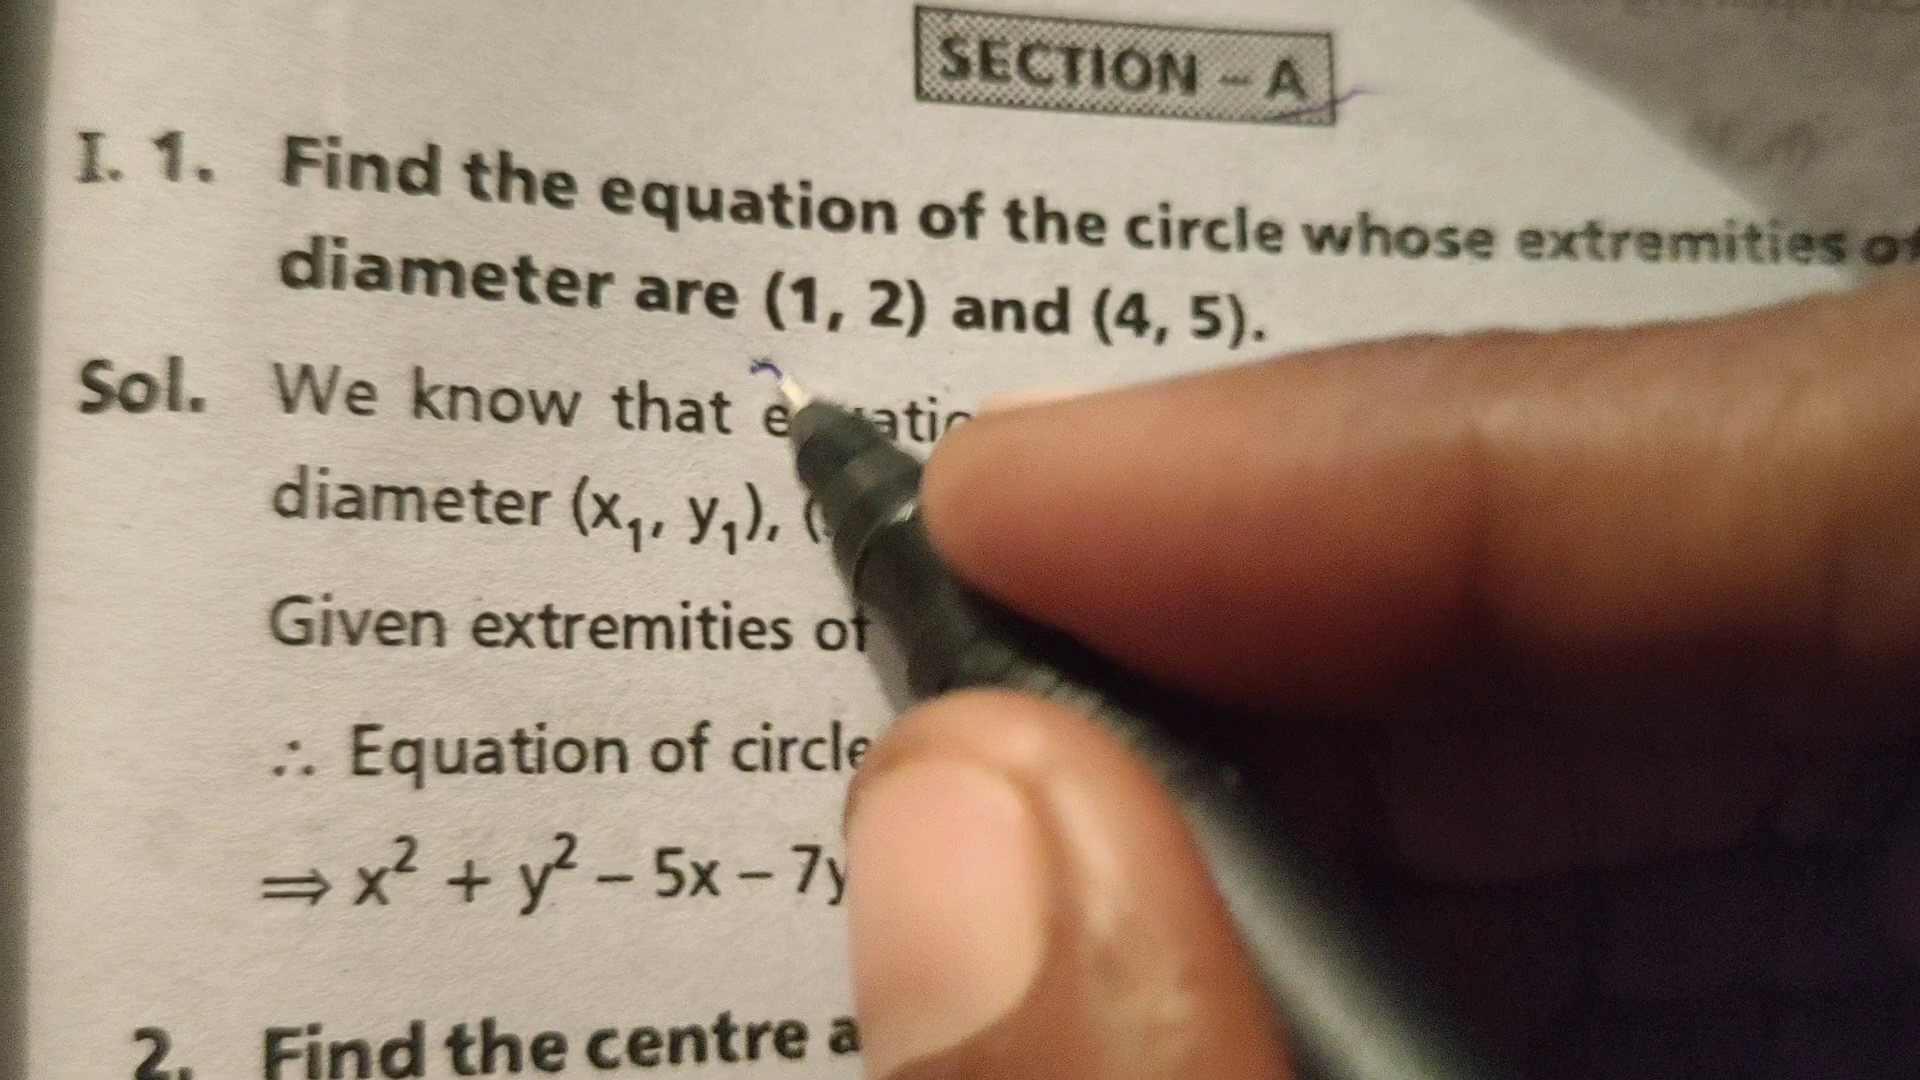 SECTION – A
I. 1. Find the equation of the circle whose extremities of
diameter are (1, 2) and (4, 5).
Sol. We know that
diameter (x₁, y₁), (
Given extremities of
∴ Equation of circle
⇒ x² + y² – 5x – 7y
2. Find the centre